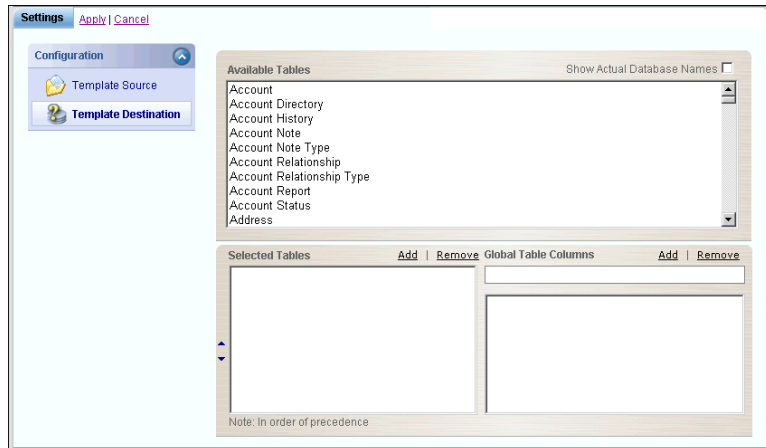 Settings Apply | Cancel
Configuration
Template Source
Template Destination
Available Tables Show Actual Database Names
Account
Account Directory
Account History
Account Note
Account Note Type
Account Relationship
Account Relationship Type
Account Report
Account Status
Address
Selected Tables Add | Remove Global Table Columns Add | Remove
Note: In order of precedence